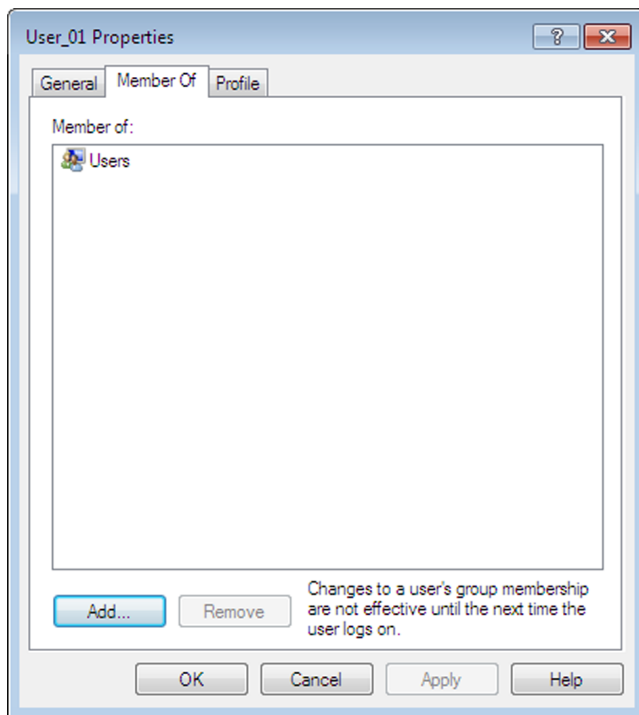 User_01 Properties
General Member Of Profile
Member of:
Users
Add... Remove
Changes to a user's group membership
are not effective until the next time the
user logs on.
OK Cancel Apply Help